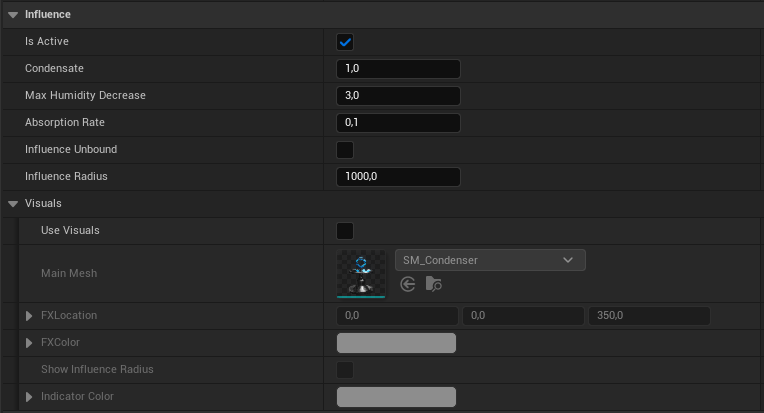 Influence
Is Active
Condensate 1,0
Max Humidity Decrease 3,0
Absorption Rate 0,1
Influence Unbound
Influence Radius 1000,0
Visuals
Use Visuals
Main Mesh SM_Condenser
FXLocation 0,0 0,0 350,0
FXColor
Show Influence Radius
Indicator Color